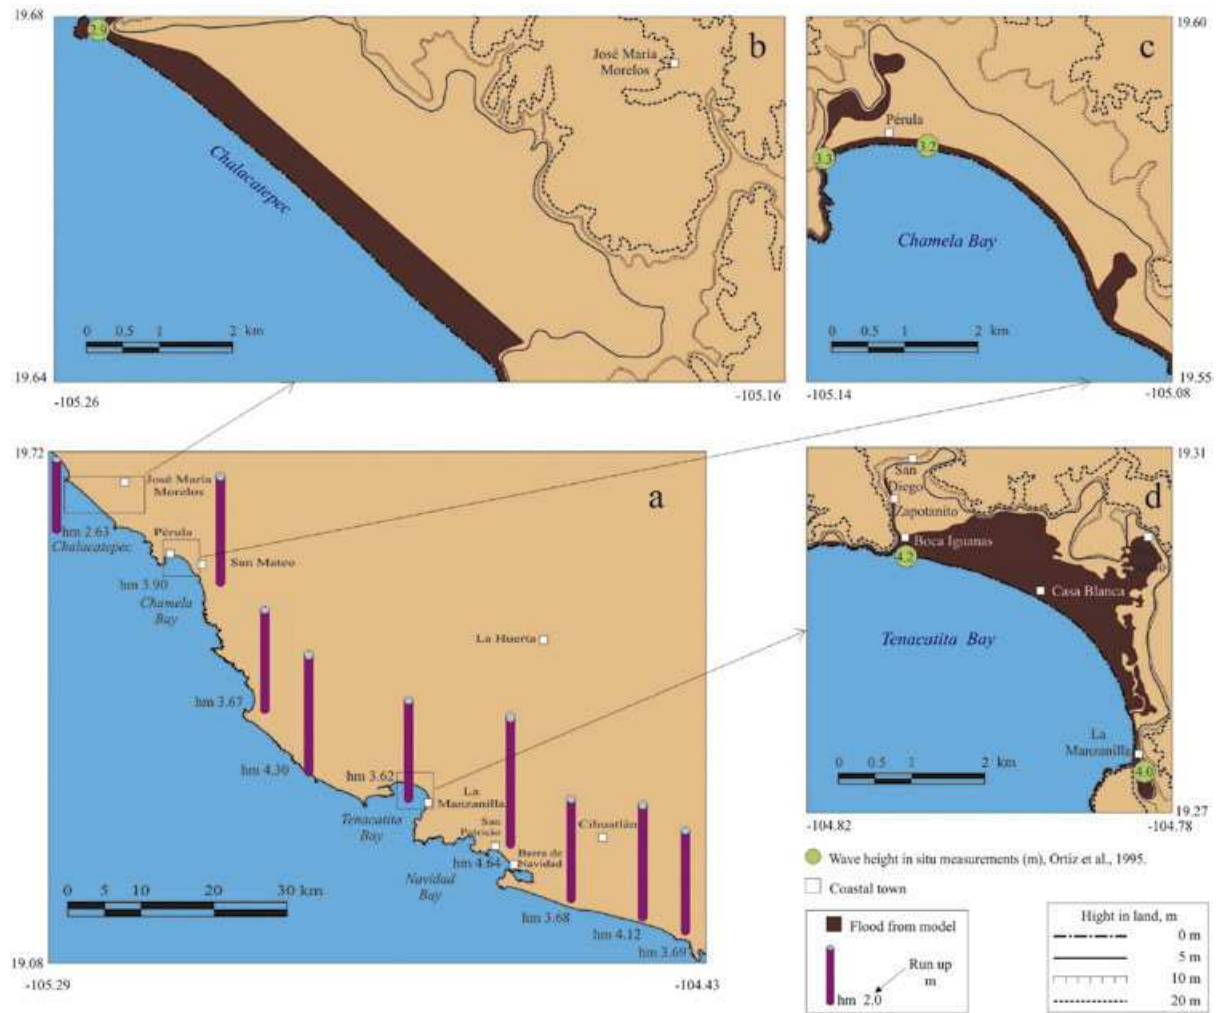 19.68
2.9
b
José María
Morelos
Chalacatepec
0 0.5 1 2 km
19.64
-105.26
-105.16
19.60
c
Pérula
3.3
3.2
Chamela Bay
0 0.5 1 2 km
19.55
-105.14
-105.08
19.72
a
José María
Morelos
hm 2.63
Chalacatepec
Pérula
San Mateo
hm 3.90
Chamela
Bay
La Huerta
hm 3.67
hm 4.30
hm 3.62
La
Manzanilla
Tenacatita
Bay
San
Patricio
Cihuatlán
hm 4.64
Barra de
Navidad
Navidad
Bay
hm 3.68
hm 4.12
hm 3.69
0 5 10 20 30 km
19.08
-105.29
-104.43
19.31
d
San
Diego
Zapotanito
Boca Iguanas
4.2
Casa Blanca
Tenacatita Bay
La
Manzanilla
4.0
0 0.5 1 2 km
19.27
-104.82
-104.78
Wave height in situ measurements (m), Ortiz et al., 1995.
Coastal town
Flood from model
Run up
m
hm 2.0
Hight in land, m
0 m
5 m
10 m
20 m